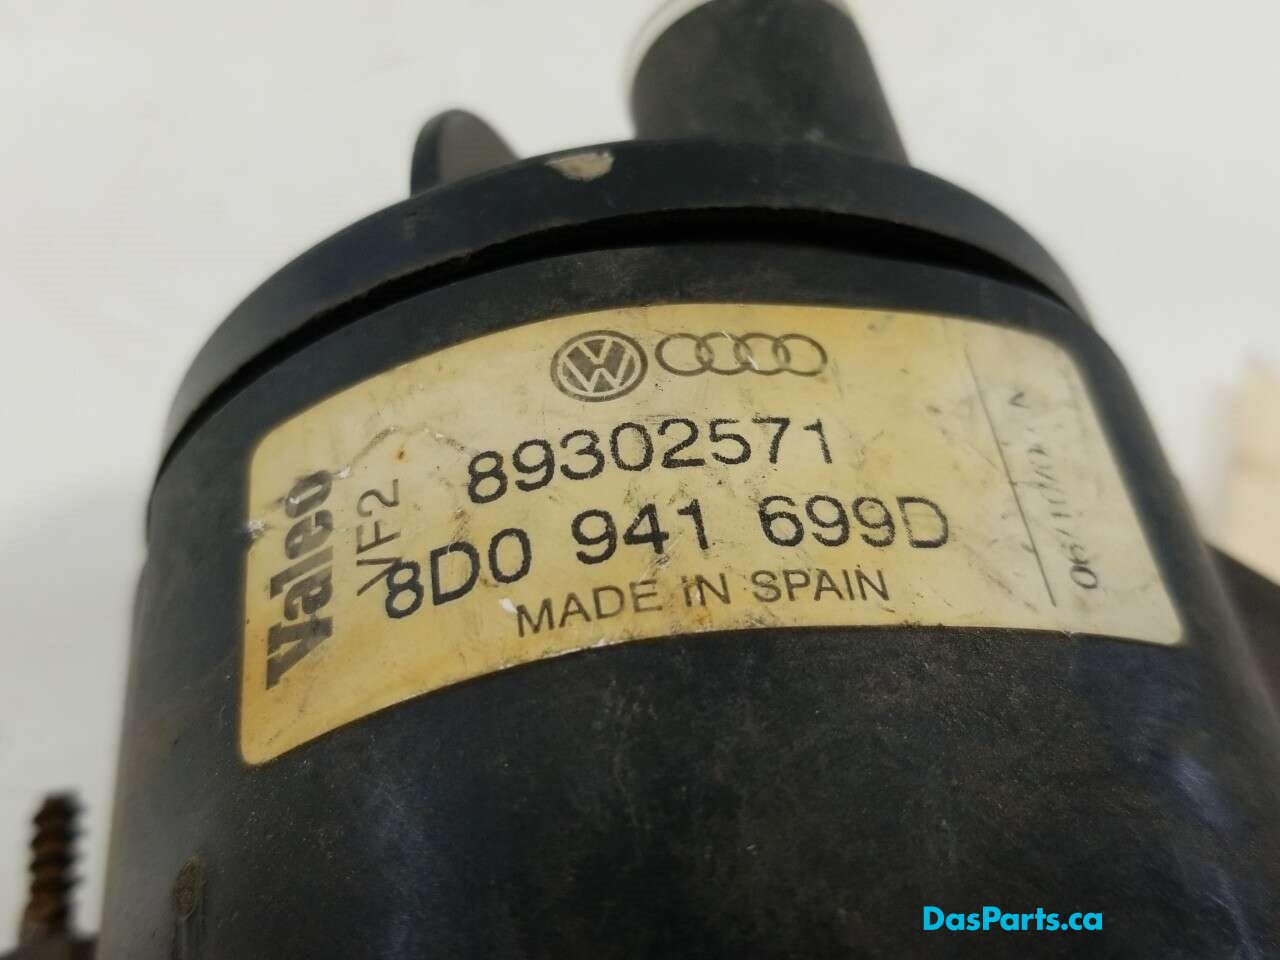 89302571
8D0 941 699D
MADE IN SPAIN
Valeo
VF2
DasParts.ca